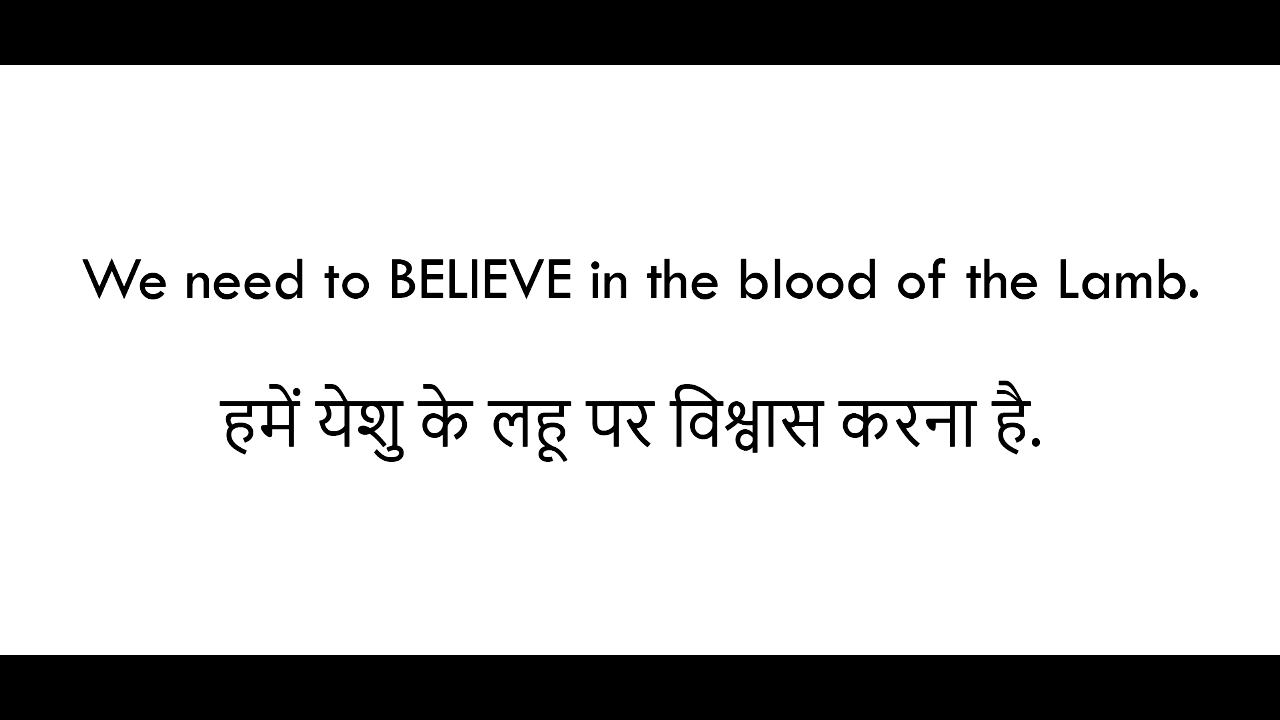 We need to BELIEVE in the blood of the Lamb.
हमें येशु के लहू पर विश्वास करना है.